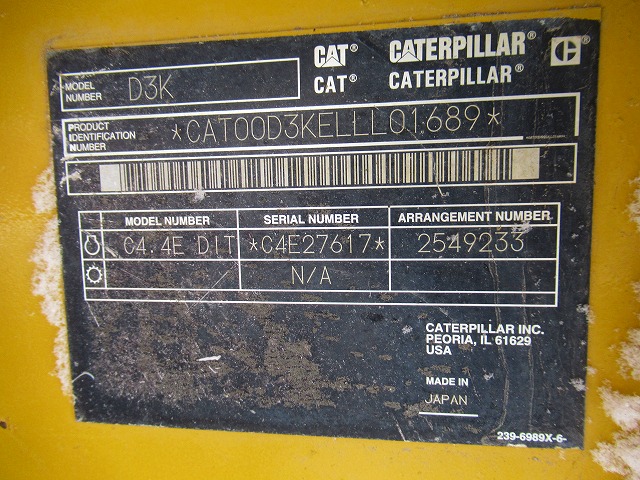 CAT® CATERPILLAR® C®
CAT® CATERPILLAR®
MODEL NUMBER D3K
PRODUCT IDENTIFICATION NUMBER *CAT00D3KELLL01689*
MODEL NUMBER SERIAL NUMBER ARRANGEMENT NUMBER
C4.4E DIT *C4E27617* 2549233
N/A
CATERPILLAR INC.
PEORIA, IL 61629
USA
MADE IN
JAPAN
239-6989X-6-